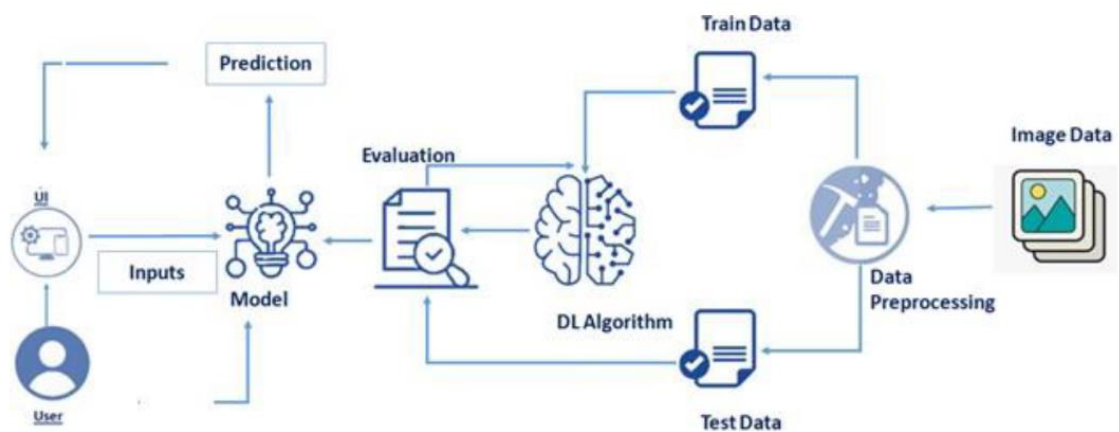 Train Data
Prediction
Image Data
Evaluation
UI
Inputs
Model
Data
Preprocessing
DL Algorithm
User
Test Data